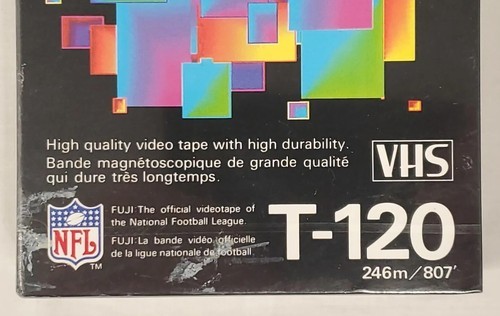 High quality video tape with high durability.
Bande magnétoscopique de grande qualité
qui dure très longtemps.
VHS
NFL
TM
FUJI: The official videotape of
the National Football League.
FUJI: La bande vidéo officielle
de la ligue nationale de football.
T-120
246m/807'